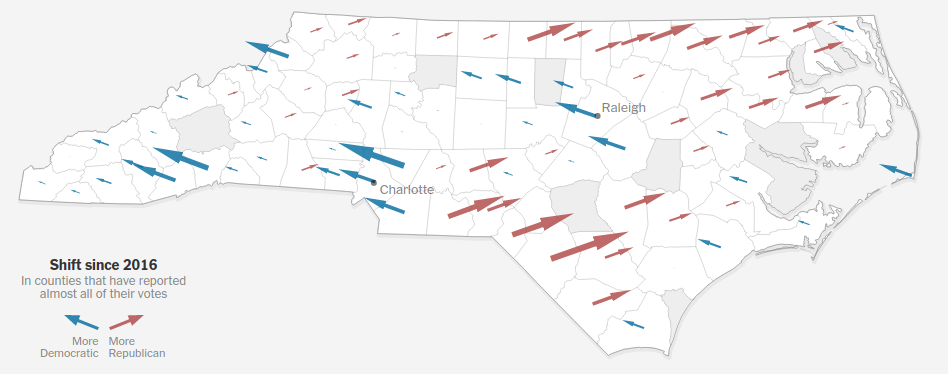 Raleigh
Charlotte
Shift since 2016
In counties that have reported
almost all of their votes
More More
Democratic Republican